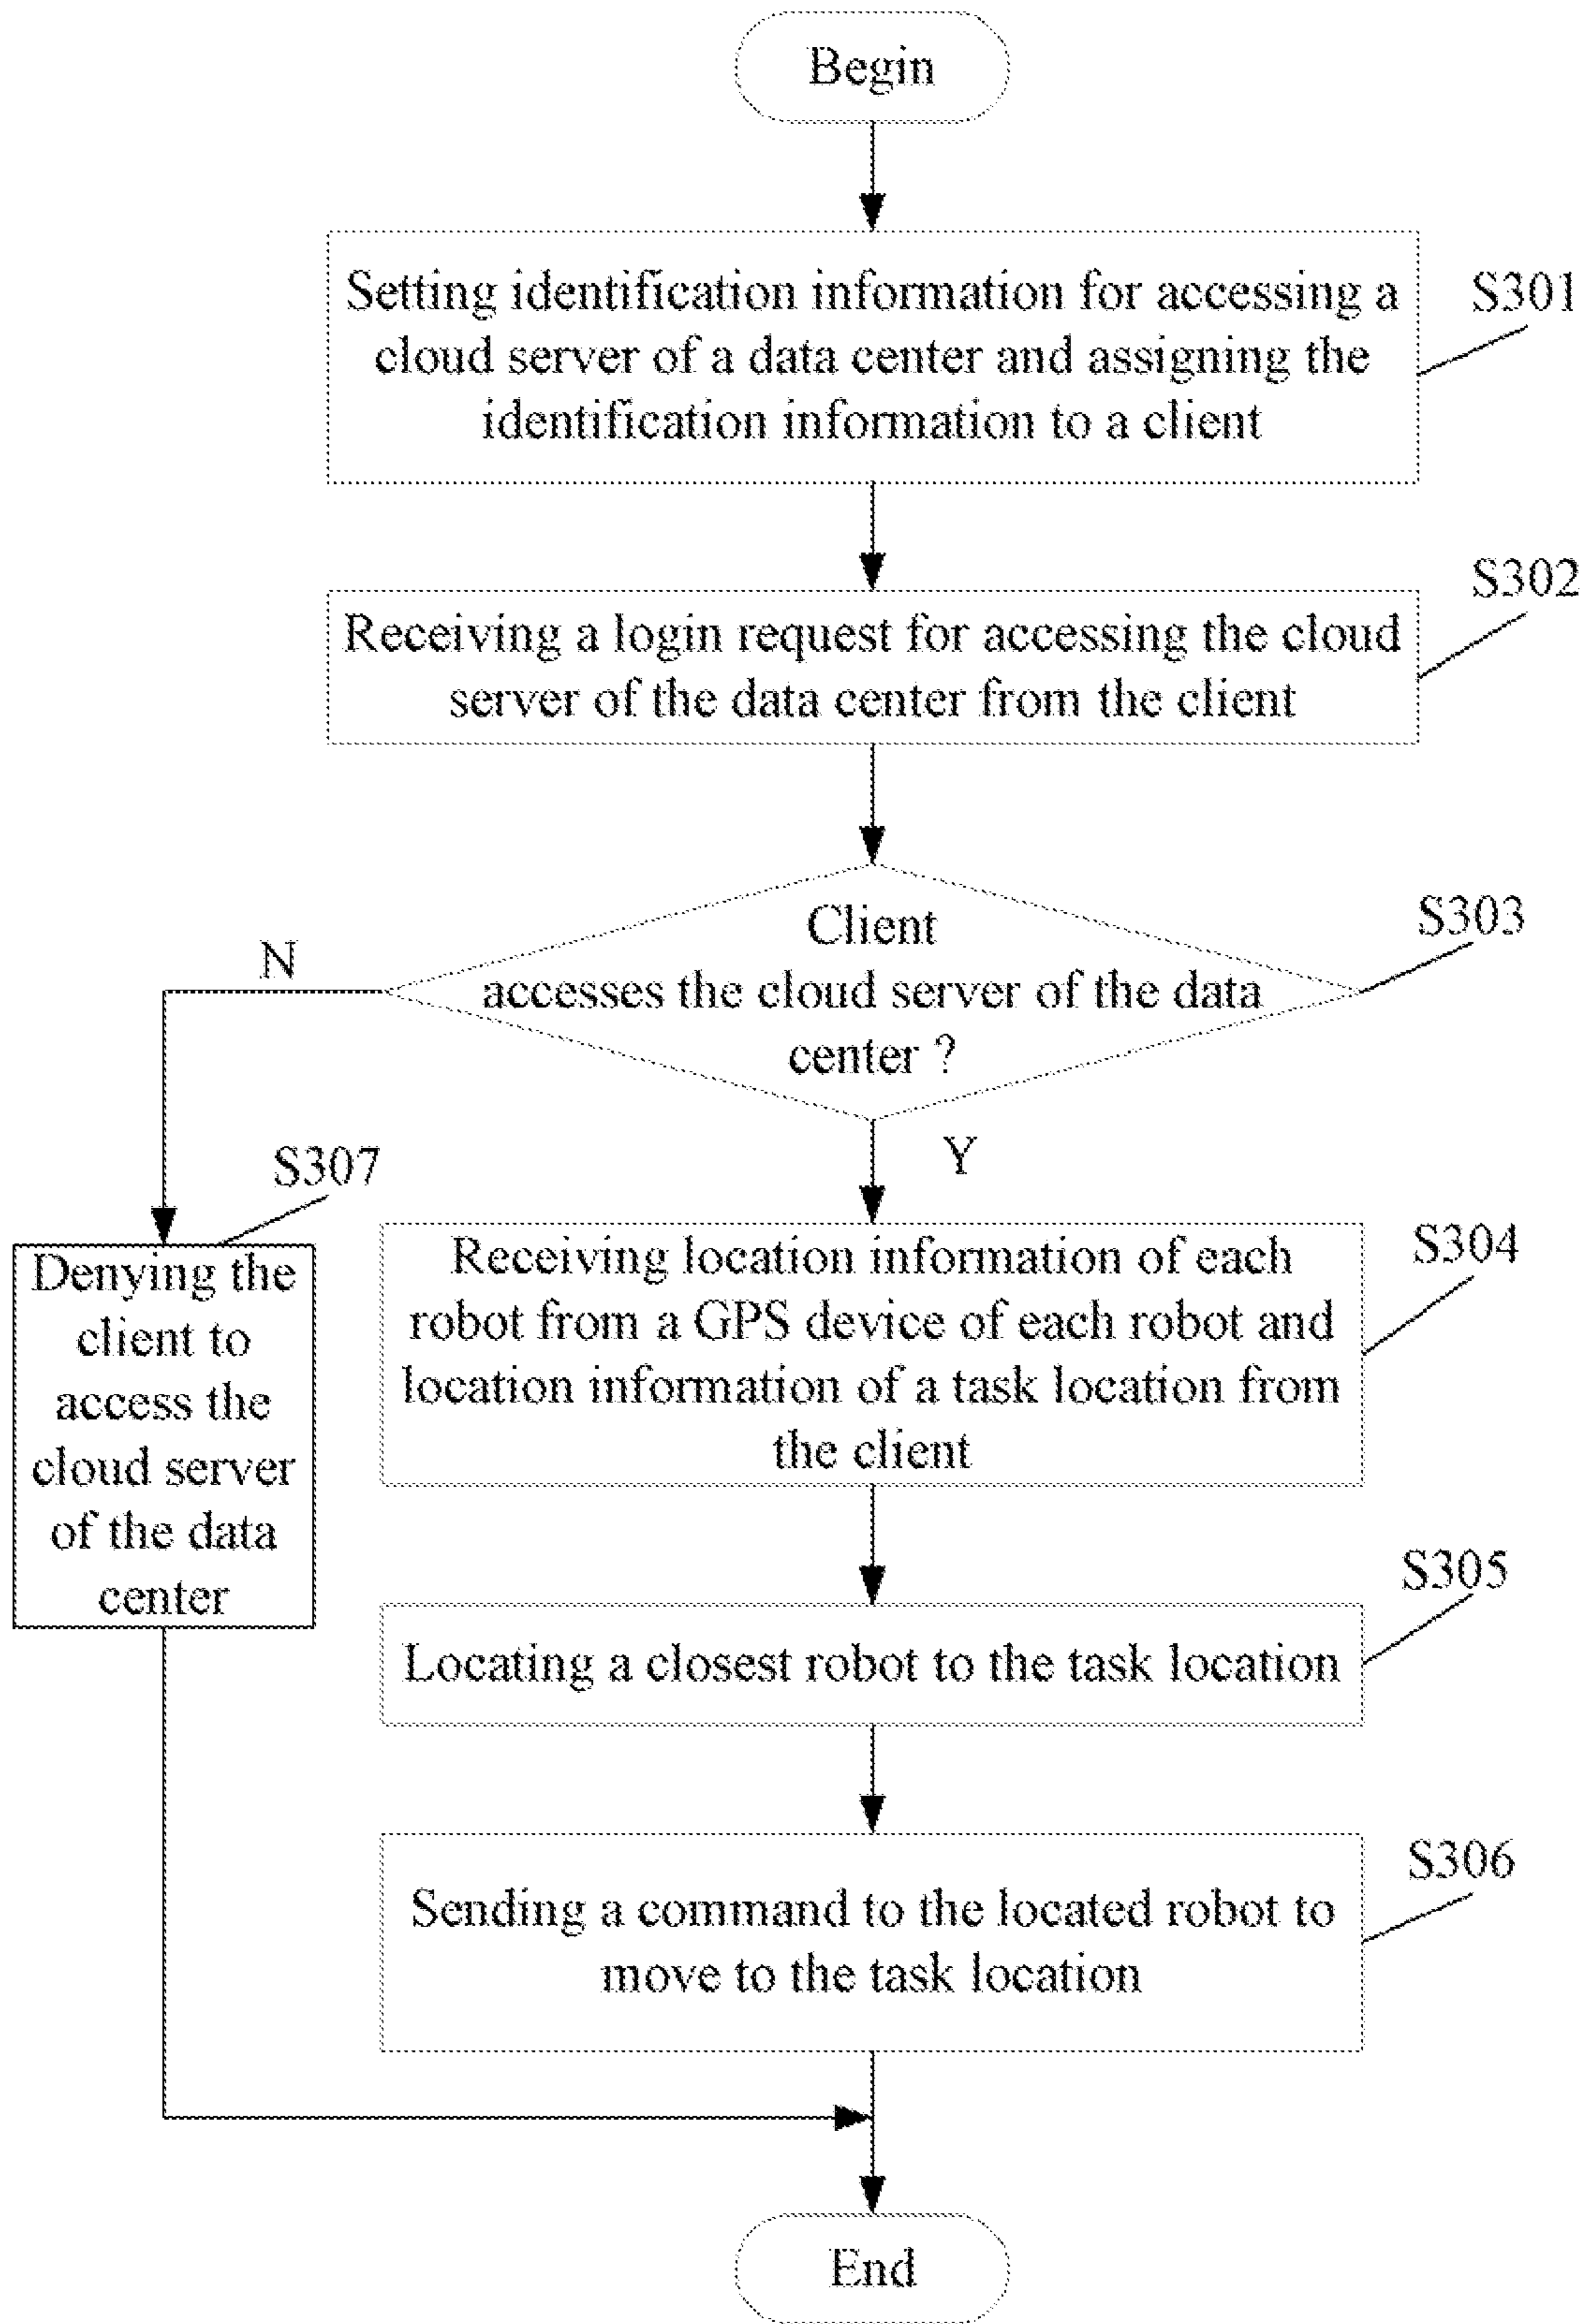 Begin
Setting identification information for accessing a
cloud server of a data center and assigning the
identification information to a client
S301
Receiving a login request for accessing the cloud
server of the data center from the client
S302
Client
accesses the cloud server of the data
center ?
S303
N
Y
S307
Denying the
client to
access the
cloud server
of the data
center
Receiving location information of each
robot from a GPS device of each robot and
location information of a task location from
the client
S304
Locating a closest robot to the task location
S305
Sending a command to the located robot to
move to the task location
S306
End